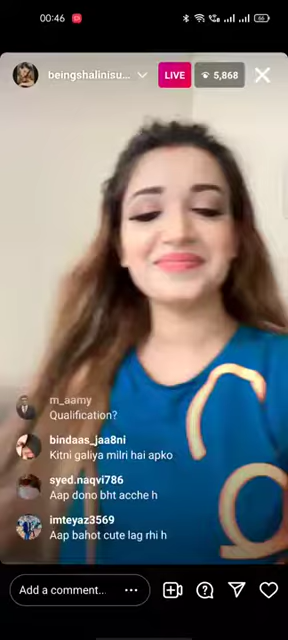 00:46
66
beingshalinisu...
LIVE
5,868
m_aamy
Qualification?
bindaas_jaa8ni
Kitni galiya milri hai apko
syed.naqvi786
Aap dono bht acche h
imteyaz3569
Aap bahot cute lag rhi h
Add a comment...